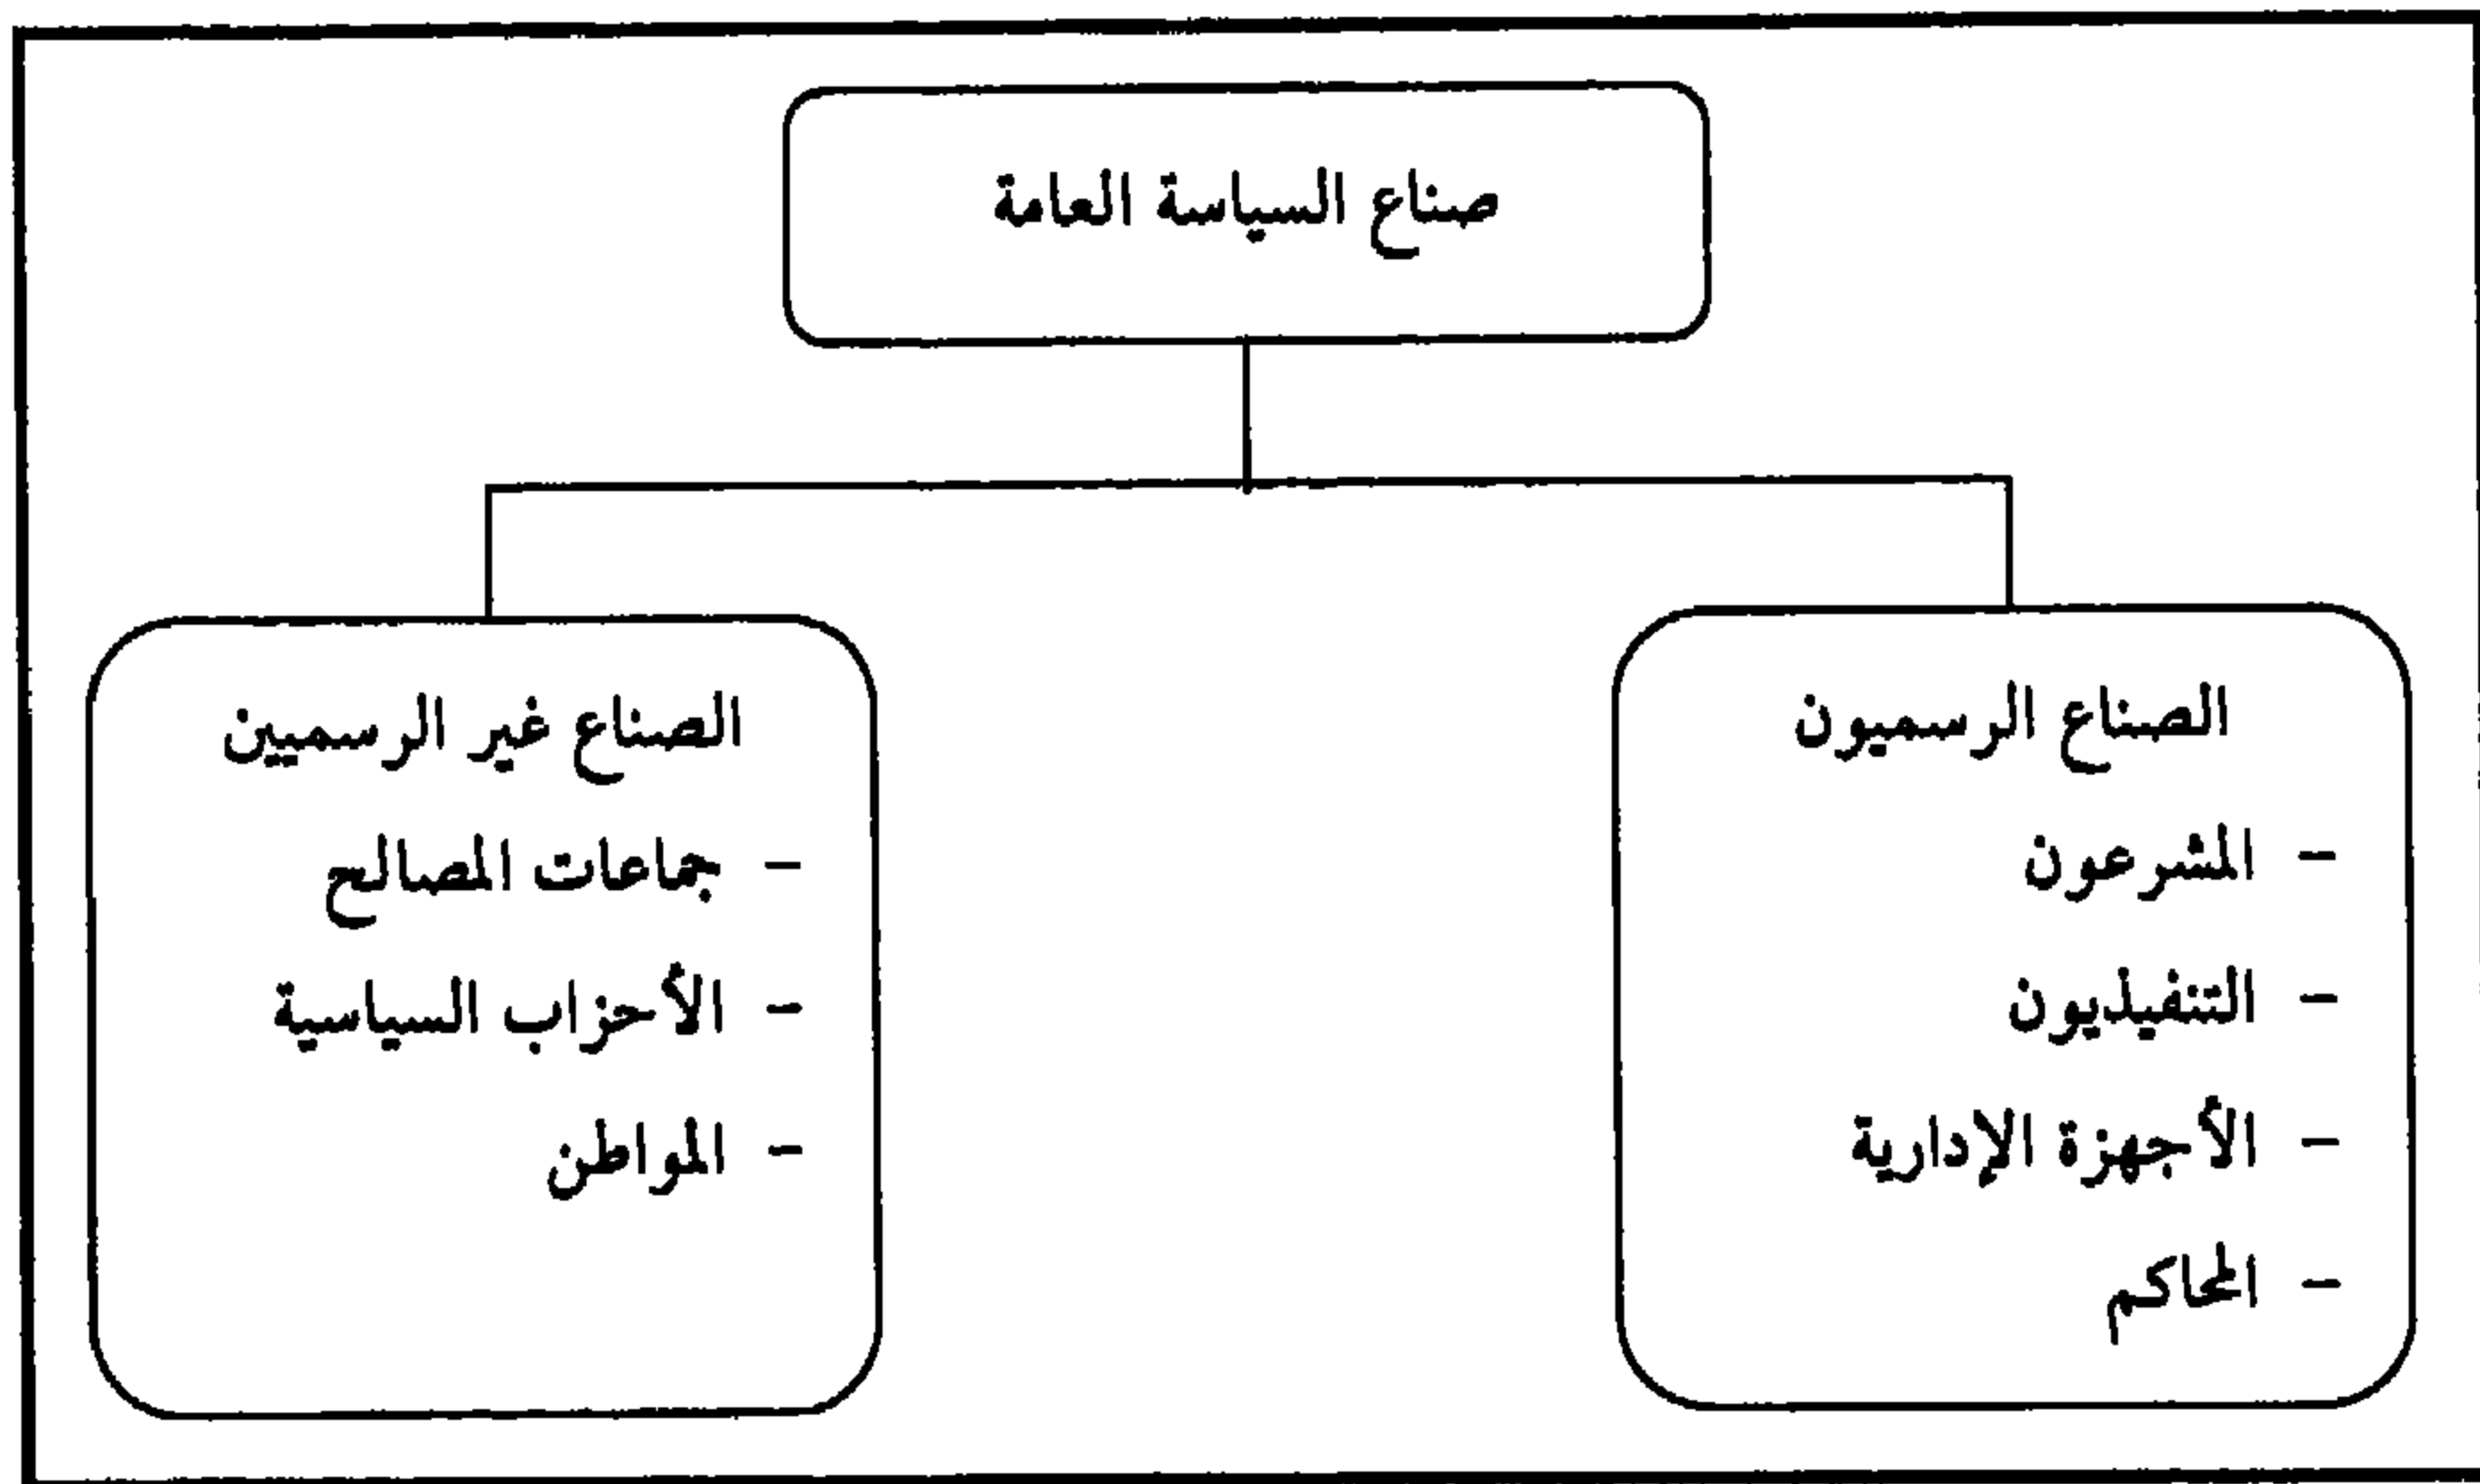 صناع السياسة العامة
الصناع الرسميون
- المشرعون
- التنفيذيون
- الأجهزة الإدارية
- المحاكم
الصناع غير الرسميين
- جماعات المصالح
- الأحزاب السياسية
- المواطن